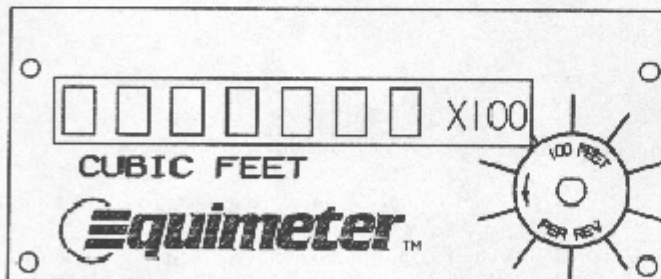 X100
CUBIC FEET
100 FEET
PER REV
Equimeter™